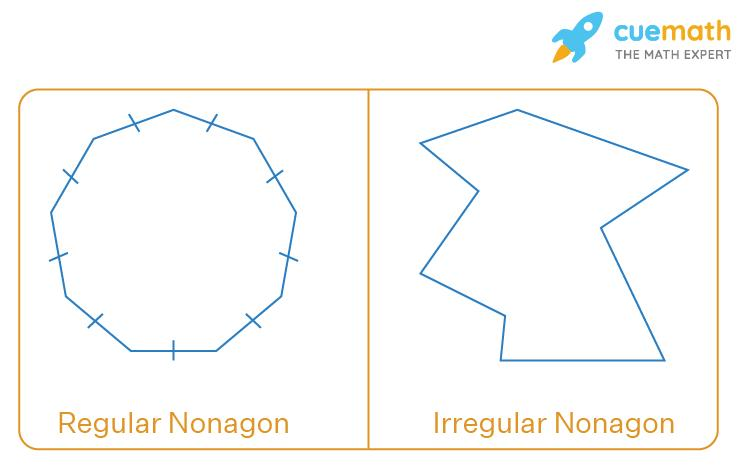 cuemath
THE MATH EXPERT
Regular Nonagon
Irregular Nonagon